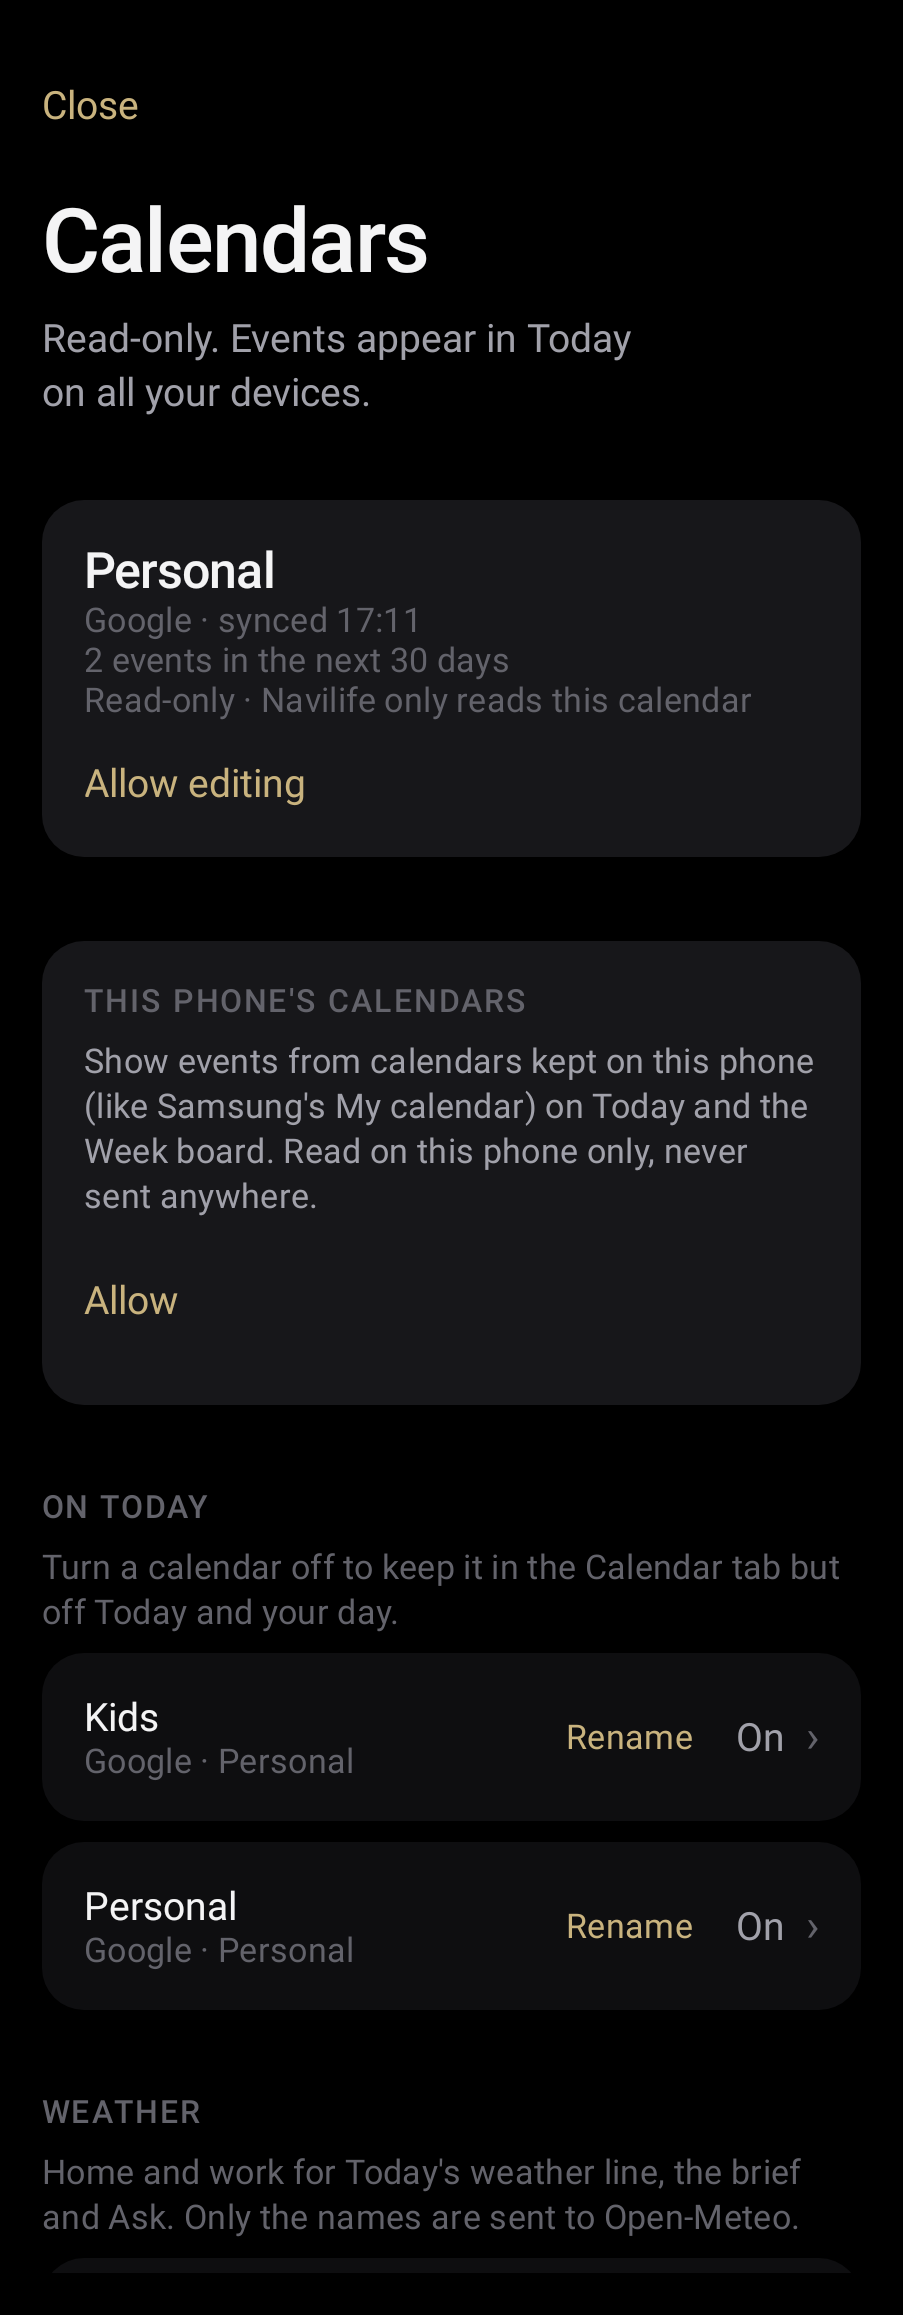 Close
Calendars
Read-only. Events appear in Today
on all your devices.
Personal
Google · synced 17:11
2 events in the next 30 days
Read-only · Navilife only reads this calendar
Allow editing
THIS PHONE'S CALENDARS
Show events from calendars kept on this phone
(like Samsung's My calendar) on Today and the
Week board. Read on this phone only, never
sent anywhere.
Allow
ON TODAY
Turn a calendar off to keep it in the Calendar tab but
off Today and your day.
Kids
Google · Personal
Rename On ›
Personal
Google · Personal
Rename On ›
WEATHER
Home and work for Today's weather line, the brief
and Ask. Only the names are sent to Open-Meteo.